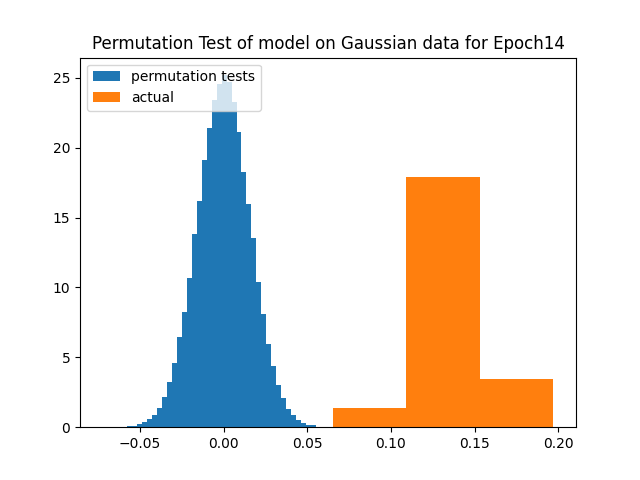 Permutation Test of model on Gaussian data for Epoch14
permutation tests
actual
25
20
15
10
5
0
−0.05 0.00 0.05 0.10 0.15 0.20